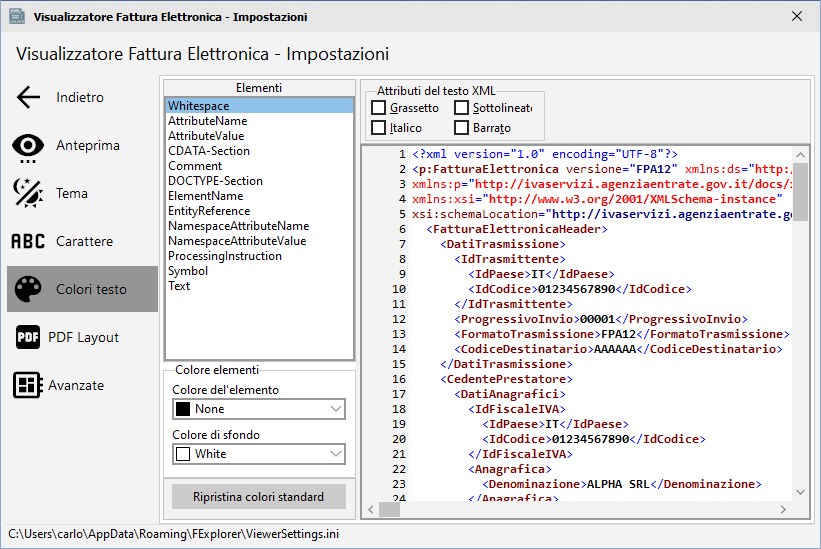 Visualizzatore Fattura Elettronica - Impostazioni
Visualizzatore Fattura Elettronica - Impostazioni
Indietro
Anteprima
Tema
ABC Carattere
Colori testo
PDF PDF Layout
Avanzate
Elementi
Whitespace
AttributeName
AttributeValue
CDATA-Section
Comment
DOCTYPE-Section
ElementName
EntityReference
NamespaceAttributeName
NamespaceAttributeValue
ProcessingInstruction
Symbol
Text
Colore elementi
Colore del'elemento
None
Colore di sfondo
White
Ripristina colori standard
Attributi del testo XML
Grassetto
Sottolineato
Italico
Barrato
1 <?xml version="1.0" encoding="UTF-8"?>
2 <p:FatturaElettronica versione="FPA12" xmlns:ds="http:
3 xmlns:p="http://ivaservizi.agenziaentrate.gov.it/docs/
4 xmlns:xsi="http://www.w3.org/2001/XMLSchema-instance"
5 xsi:schemaLocation="http://ivaservizi.agenziaentrate.go
6 <FatturaElettronicaHeader>
7 <DatiTrasmissione>
8 <IdTrasmittente>
9 <IdPaese>IT</IdPaese>
10 <IdCodice>01234567890</IdCodice>
11 </IdTrasmittente>
12 <ProgressivoInvio>00001</ProgressivoInvio>
13 <FormatoTrasmissione>FPA12</FormatoTrasmissione>
14 <CodiceDestinatario>AAAAAA</CodiceDestinatario>
15 </DatiTrasmissione>
16 <CedentePrestatore>
17 <DatiAnagrafici>
18 <IdFiscaleIVA>
19 <IdPaese>IT</IdPaese>
20 <IdCodice>01234567890</IdCodice>
21 </IdFiscaleIVA>
22 <Anagrafica>
23 <Denominazione>ALPHA SRL</Denominazione>
24 </Anagrafica>
C:\Users\carlo\AppData\Roaming\FExplorer\ViewerSettings.ini